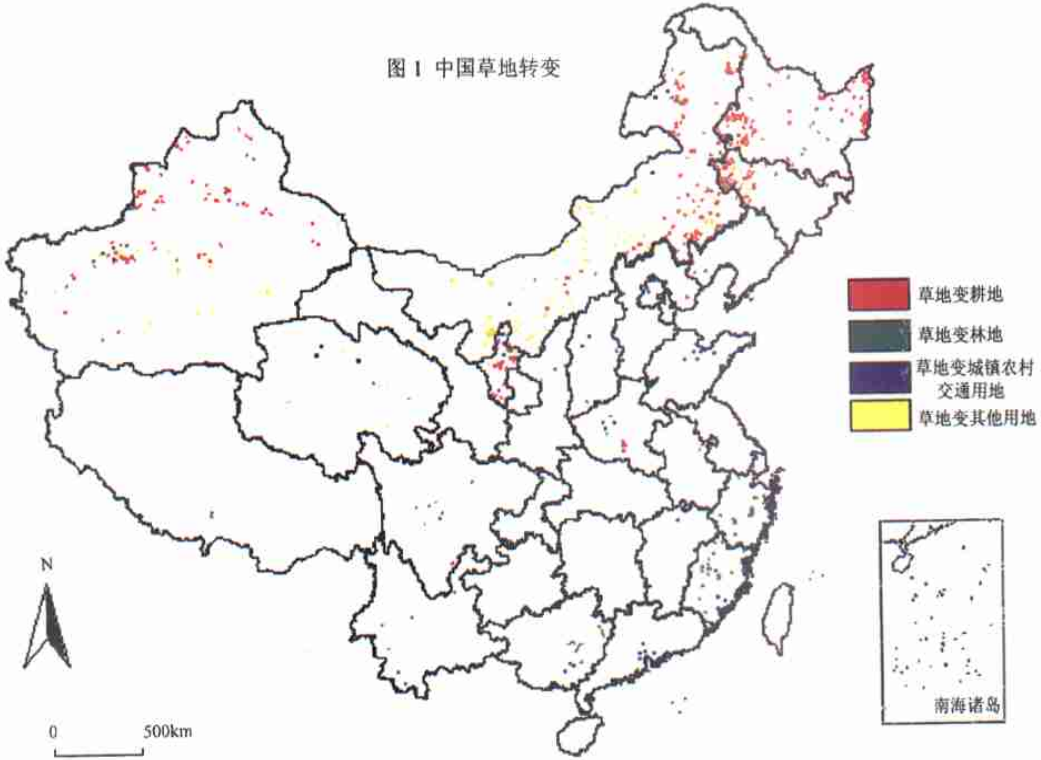 图1 中国草地转变
草地变耕地
草地变林地
草地变城镇农村
交通用地
草地变其他用地
N
0 500km
南海诸岛